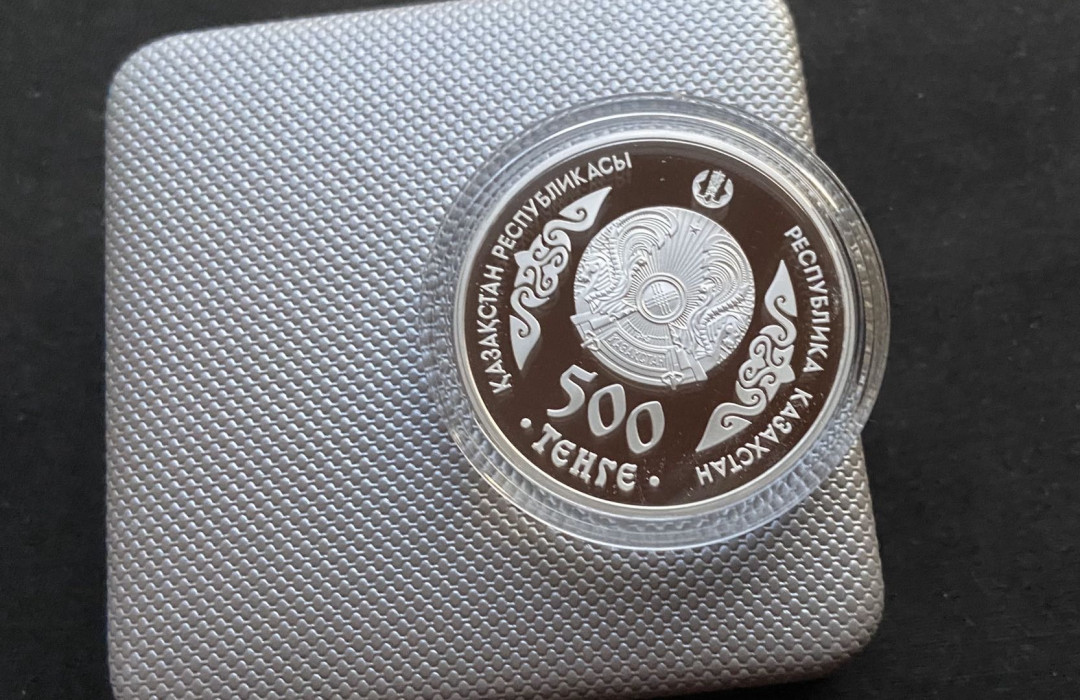 ҚАЗАҚСТАН РЕСПУБЛИКАСЫ
РЕСПУБЛИКА КАЗАХСТАН
ҚАЗАҚСТАН
500
• ТЕҢГЕ •